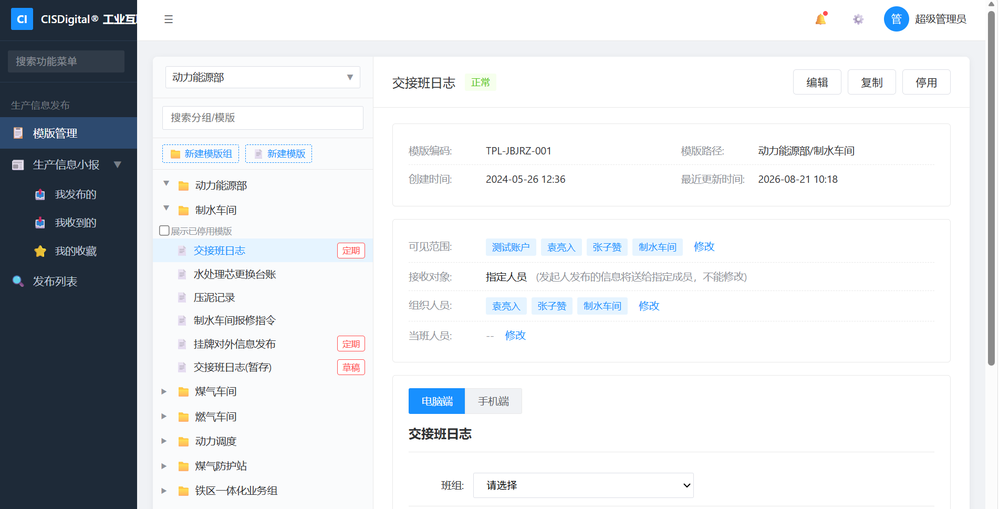 CI CISDigital® 工业互
☰
管 超级管理员
搜索功能菜单
生产信息发布
模版管理
生产信息小报
我发布的
我收到的
我的收藏
发布列表
动力能源部
搜索分组/模版
新建模版组 新建模版
动力能源部
制水车间
展示已停用模版
交接班日志 定期
水处理芯更换台账
压泥记录
制水车间报修指令
挂牌对外信息发布 定期
交接班日志(暂存) 草稿
煤气车间
燃气车间
动力调度
煤气防护站
铁区一体化业务组
交接班日志 正常 编辑 复制 停用
模版编码: TPL-JBJRZ-001 模版路径: 动力能源部/制水车间
创建时间: 2024-05-26 12:36 最近更新时间: 2026-08-21 10:18
可见范围: 测试账户 袁亮入 张子赞 制水车间 修改
接收对象: 指定人员 (发起人发布的信息将送给指定成员，不能修改)
组织人员: 袁亮入 张子赞 制水车间 修改
当班人员: -- 修改
电脑端 手机端
交接班日志
班组: 请选择